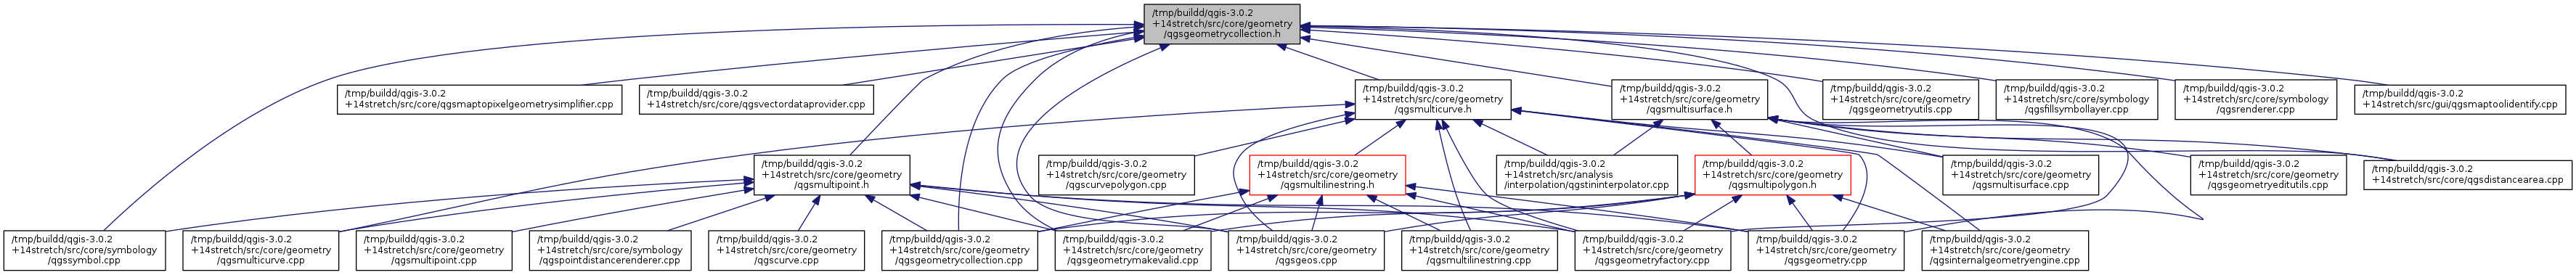 /tmp/buildd/qgis-3.0.2
+14stretch/src/core/geometry
/qgsgeometrycollection.h
/tmp/buildd/qgis-3.0.2
+14stretch/src/core/qgsmaptopixelgeometrysimplifier.cpp
/tmp/buildd/qgis-3.0.2
+14stretch/src/core/qgsvectordataprovider.cpp
/tmp/buildd/qgis-3.0.2
+14stretch/src/core/geometry
/qgsmulticurve.h
/tmp/buildd/qgis-3.0.2
+14stretch/src/core/geometry
/qgsmultisurface.h
/tmp/buildd/qgis-3.0.2
+14stretch/src/core/geometry
/qgsgeometryutils.cpp
/tmp/buildd/qgis-3.0.2
+14stretch/src/core/symbology
/qgsfillsymbollayer.cpp
/tmp/buildd/qgis-3.0.2
+14stretch/src/core/symbology
/qgsrenderer.cpp
/tmp/buildd/qgis-3.0.2
+14stretch/src/gui/qgsmaptoolidentify.cpp
/tmp/buildd/qgis-3.0.2
+14stretch/src/core/geometry
/qgsmultipoint.h
/tmp/buildd/qgis-3.0.2
+14stretch/src/core/geometry
/qgscurvepolygon.cpp
/tmp/buildd/qgis-3.0.2
+14stretch/src/core/geometry
/qgsmultilinestring.h
/tmp/buildd/qgis-3.0.2
+14stretch/src/analysis
/interpolation/qgstininterpolator.cpp
/tmp/buildd/qgis-3.0.2
+14stretch/src/core/geometry
/qgsmultipolygon.h
/tmp/buildd/qgis-3.0.2
+14stretch/src/core/geometry
/qgsmultisurface.cpp
/tmp/buildd/qgis-3.0.2
+14stretch/src/core/geometry
/qgsgeometryeditutils.cpp
/tmp/buildd/qgis-3.0.2
+14stretch/src/core/qgsdistancearea.cpp
/tmp/buildd/qgis-3.0.2
+14stretch/src/core/symbology
/qgssymbol.cpp
/tmp/buildd/qgis-3.0.2
+14stretch/src/core/geometry
/qgsmulticurve.cpp
/tmp/buildd/qgis-3.0.2
+14stretch/src/core/geometry
/qgsmultipoint.cpp
/tmp/buildd/qgis-3.0.2
+14stretch/src/core/symbology
/qgspointdistancerenderer.cpp
/tmp/buildd/qgis-3.0.2
+14stretch/src/core/geometry
/qgscurve.cpp
/tmp/buildd/qgis-3.0.2
+14stretch/src/core/geometry
/qgsgeometrycollection.cpp
/tmp/buildd/qgis-3.0.2
+14stretch/src/core/geometry
/qgsgeometrymakevalid.cpp
/tmp/buildd/qgis-3.0.2
+14stretch/src/core/geometry
/qgsgeos.cpp
/tmp/buildd/qgis-3.0.2
+14stretch/src/core/geometry
/qgsmultilinestring.cpp
/tmp/buildd/qgis-3.0.2
+14stretch/src/core/geometry
/qgsgeometryfactory.cpp
/tmp/buildd/qgis-3.0.2
+14stretch/src/core/geometry
/qgsgeometry.cpp
/tmp/buildd/qgis-3.0.2
+14stretch/src/core/geometry
/qgsinternalgeometryengine.cpp